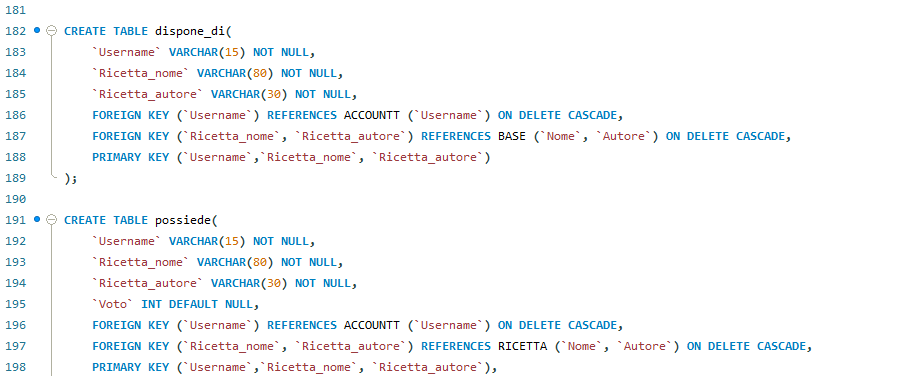 181
182 CREATE TABLE dispone_di(
183 `Username` VARCHAR(15) NOT NULL,
184 `Ricetta_nome` VARCHAR(80) NOT NULL,
185 `Ricetta_autore` VARCHAR(30) NOT NULL,
186 FOREIGN KEY (`Username`) REFERENCES ACCOUNTT (`Username`) ON DELETE CASCADE,
187 FOREIGN KEY (`Ricetta_nome`, `Ricetta_autore`) REFERENCES BASE (`Nome`, `Autore`) ON DELETE CASCADE,
188 PRIMARY KEY (`Username`,`Ricetta_nome`, `Ricetta_autore`)
189 );
190
191 CREATE TABLE possiede(
192 `Username` VARCHAR(15) NOT NULL,
193 `Ricetta_nome` VARCHAR(80) NOT NULL,
194 `Ricetta_autore` VARCHAR(30) NOT NULL,
195 `Voto` INT DEFAULT NULL,
196 FOREIGN KEY (`Username`) REFERENCES ACCOUNTT (`Username`) ON DELETE CASCADE,
197 FOREIGN KEY (`Ricetta_nome`, `Ricetta_autore`) REFERENCES RICETTA (`Nome`, `Autore`) ON DELETE CASCADE,
198 PRIMARY KEY (`Username`,`Ricetta_nome`, `Ricetta_autore`),